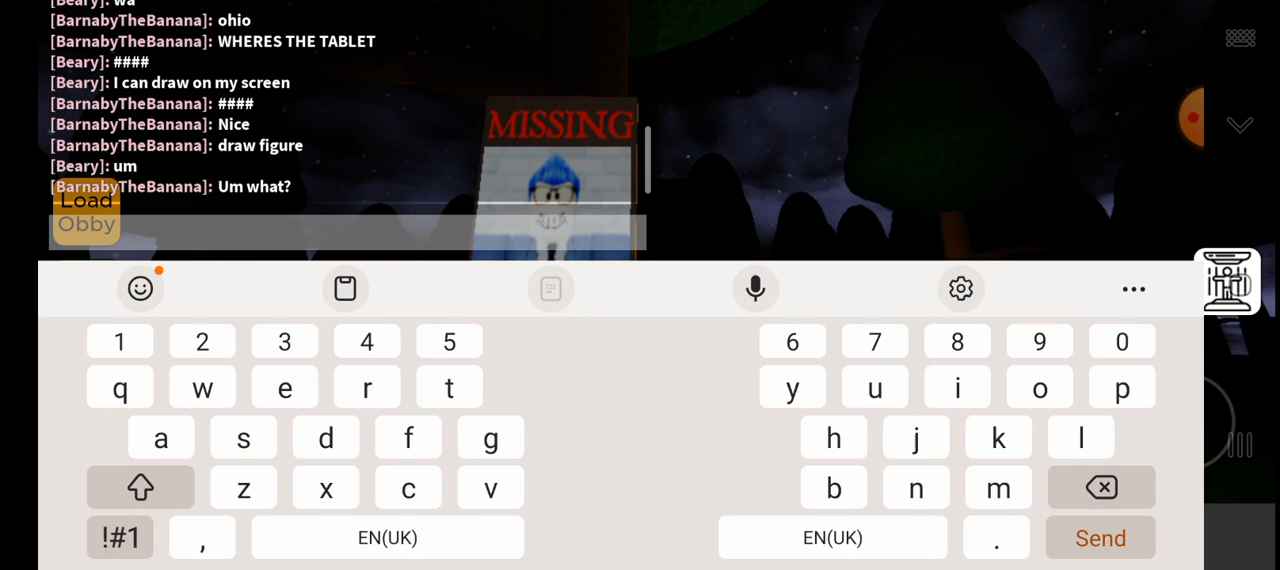 [Beary]: wa
[BarnabyTheBanana]: ohio
[BarnabyTheBanana]: WHERES THE TABLET
[Beary]: ####
[Beary]: I can draw on my screen
[BarnabyTheBanana]: ####
[BarnabyTheBanana]: Nice
[BarnabyTheBanana]: draw figure
[Beary]: um
[BarnabyTheBanana]: Um what?
MISSING
Load
Obby
1 2 3 4 5 6 7 8 9 0
q w e r t y u i o p
a s d f g h j k l
z x c v b n m
!#1 , EN(UK) EN(UK) . Send